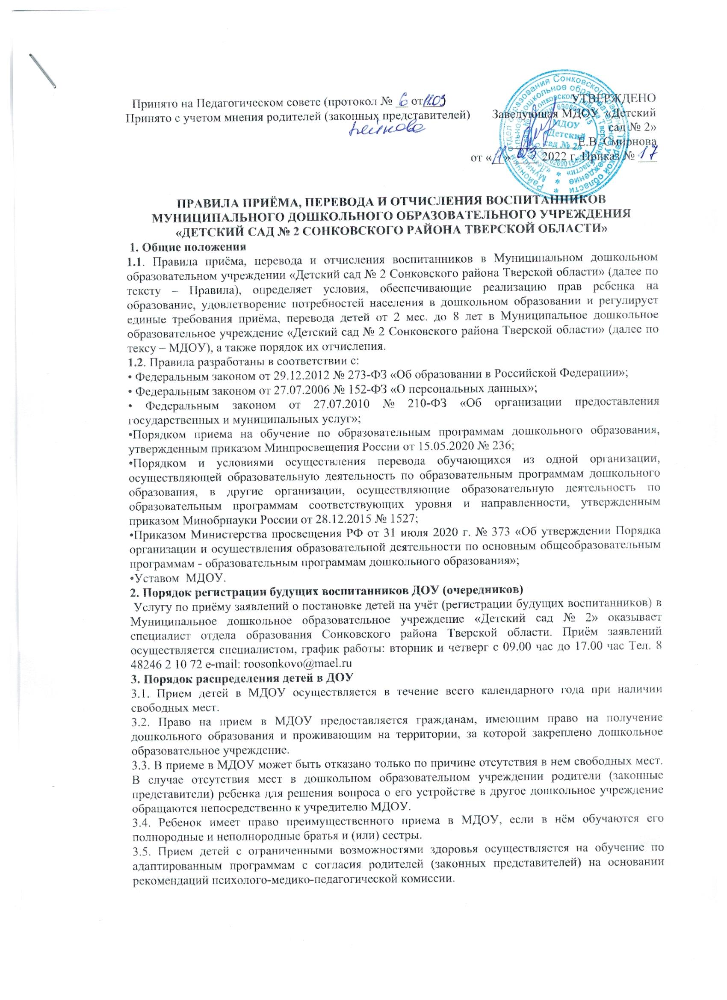 Принято на Педагогическом совете (протокол № 6 от 11.03
УТВЕРЖДЕНО
Принято с учетом мнения родителей (законных представителей)
Заведующая МДОУ «Детский
сад № 2»
Е.В. Смирнова
от «11» 03 2022 г. Приказ № 17
МДОУ
«Детский
сад № 2»
ПРАВИЛА ПРИЁМА, ПЕРЕВОДА И ОТЧИСЛЕНИЯ ВОСПИТАННИКОВ
МУНИЦИПАЛЬНОГО ДОШКОЛЬНОГО ОБРАЗОВАТЕЛЬНОГО УЧРЕЖДЕНИЯ
«ДЕТСКИЙ САД № 2 СОНКОВСКОГО РАЙОНА ТВЕРСКОЙ ОБЛАСТИ»
1. Общие положения
1.1. Правила приёма, перевода и отчисления воспитанников в Муниципальном дошкольном
образовательном учреждении «Детский сад № 2 Сонковского района Тверской области» (далее по
тексту – Правила), определяет условия, обеспечивающие реализацию прав ребенка на
образование, удовлетворение потребностей населения в дошкольном образовании и регулирует
единые требования приёма, перевода детей от 2 мес. до 8 лет в Муниципальное дошкольное
образовательное учреждение «Детский сад № 2 Сонковского района Тверской области» (далее по
тексу – МДОУ), а также порядок их отчисления.
1.2. Правила разработаны в соответствии с:
• Федеральным законом от 29.12.2012 № 273-ФЗ «Об образовании в Российской Федерации»;
• Федеральным законом от 27.07.2006 № 152-ФЗ «О персональных данных»;
• Федеральным законом от 27.07.2010 № 210-ФЗ «Об организации предоставления
государственных и муниципальных услуг»;
•Порядком приема на обучение по образовательным программам дошкольного образования,
утвержденным приказом Минпросвещения России от 15.05.2020 № 236;
•Порядком и условиями осуществления перевода обучающихся из одной организации,
осуществляющей образовательную деятельность по образовательным программам дошкольного
образования, в другие организации, осуществляющие образовательную деятельность по
образовательным программам соответствующих уровня и направленности, утвержденным
приказом Минобрнауки России от 28.12.2015 № 1527;
•Приказом Министерства просвещения РФ от 31 июля 2020 г. № 373 «Об утверждении Порядка
организации и осуществления образовательной деятельности по основным общеобразовательным
программам - образовательным программам дошкольного образования»;
•Уставом МДОУ.
2. Порядок регистрации будущих воспитанников ДОУ (очередников)
Услугу по приёму заявлений о постановке детей на учёт (регистрации будущих воспитанников) в
Муниципальное дошкольное образовательное учреждение «Детский сад № 2» оказывает
специалист отдела образования Сонковского района Тверской области. Приём заявлений
осуществляется специалистом, график работы: вторник и четверг с 09.00 час до 17.00 час Тел. 8
48246 2 10 72 e-mail: roosonkovo@mael.ru
3. Порядок распределения детей в ДОУ
3.1. Прием детей в МДОУ осуществляется в течение всего календарного года при наличии
свободных мест.
3.2. Право на прием в МДОУ предоставляется гражданам, имеющим право на получение
дошкольного образования и проживающим на территории, за которой закреплено дошкольное
образовательное учреждение.
3.3. В приеме в МДОУ может быть отказано только по причине отсутствия в нем свободных мест.
В случае отсутствия мест в дошкольном образовательном учреждении родители (законные
представители) ребенка для решения вопроса о его устройстве в другое дошкольное учреждение
обращаются непосредственно к учредителю МДОУ.
3.4. Ребенок имеет право преимущественного приема в МДОУ, если в нём обучаются его
полнородные и неполнородные братья и (или) сестры.
3.5. Прием детей с ограниченными возможностями здоровья осуществляется на обучение по
адаптированным программам с согласия родителей (законных представителей) на основании
рекомендаций психолого-медико-педагогической комиссии.